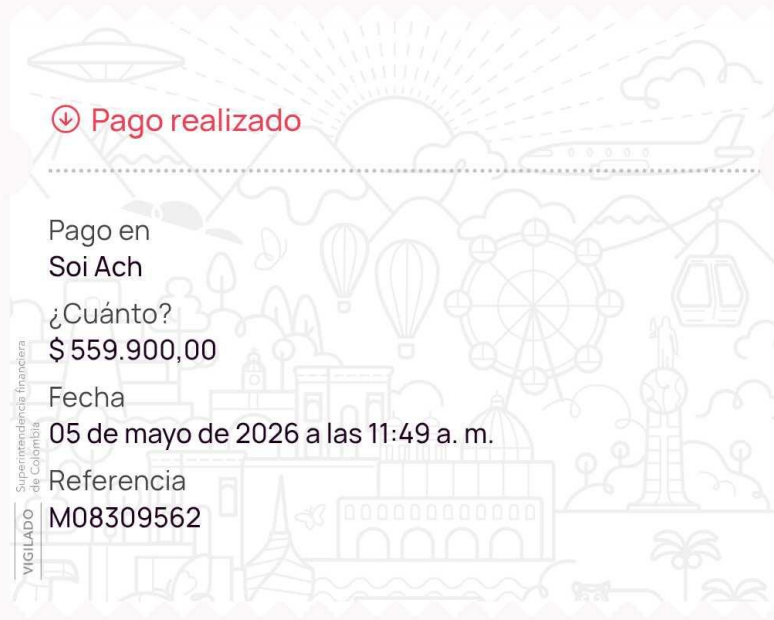 Pago realizado
Pago en
Soi Ach
¿Cuánto?
$ 559.900,00
Fecha
05 de mayo de 2026 a las 11:49 a. m.
Referencia
M08309562
VIGILADO
Superintendencia financiera
de Colombia